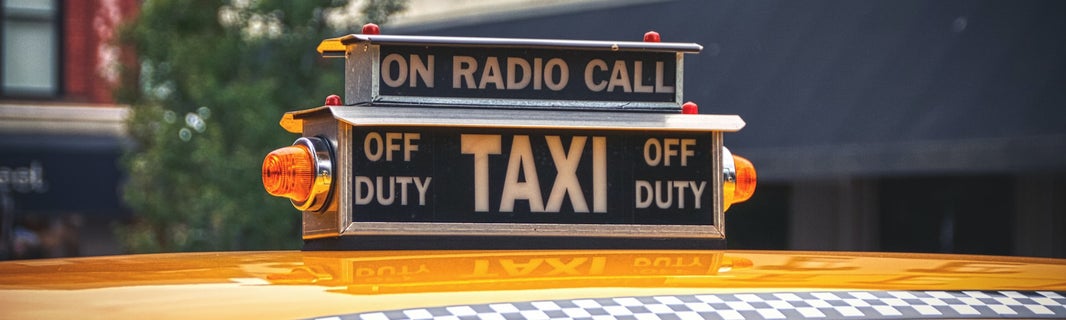 ON RADIO CALL
OFF DUTY TAXI OFF DUTY